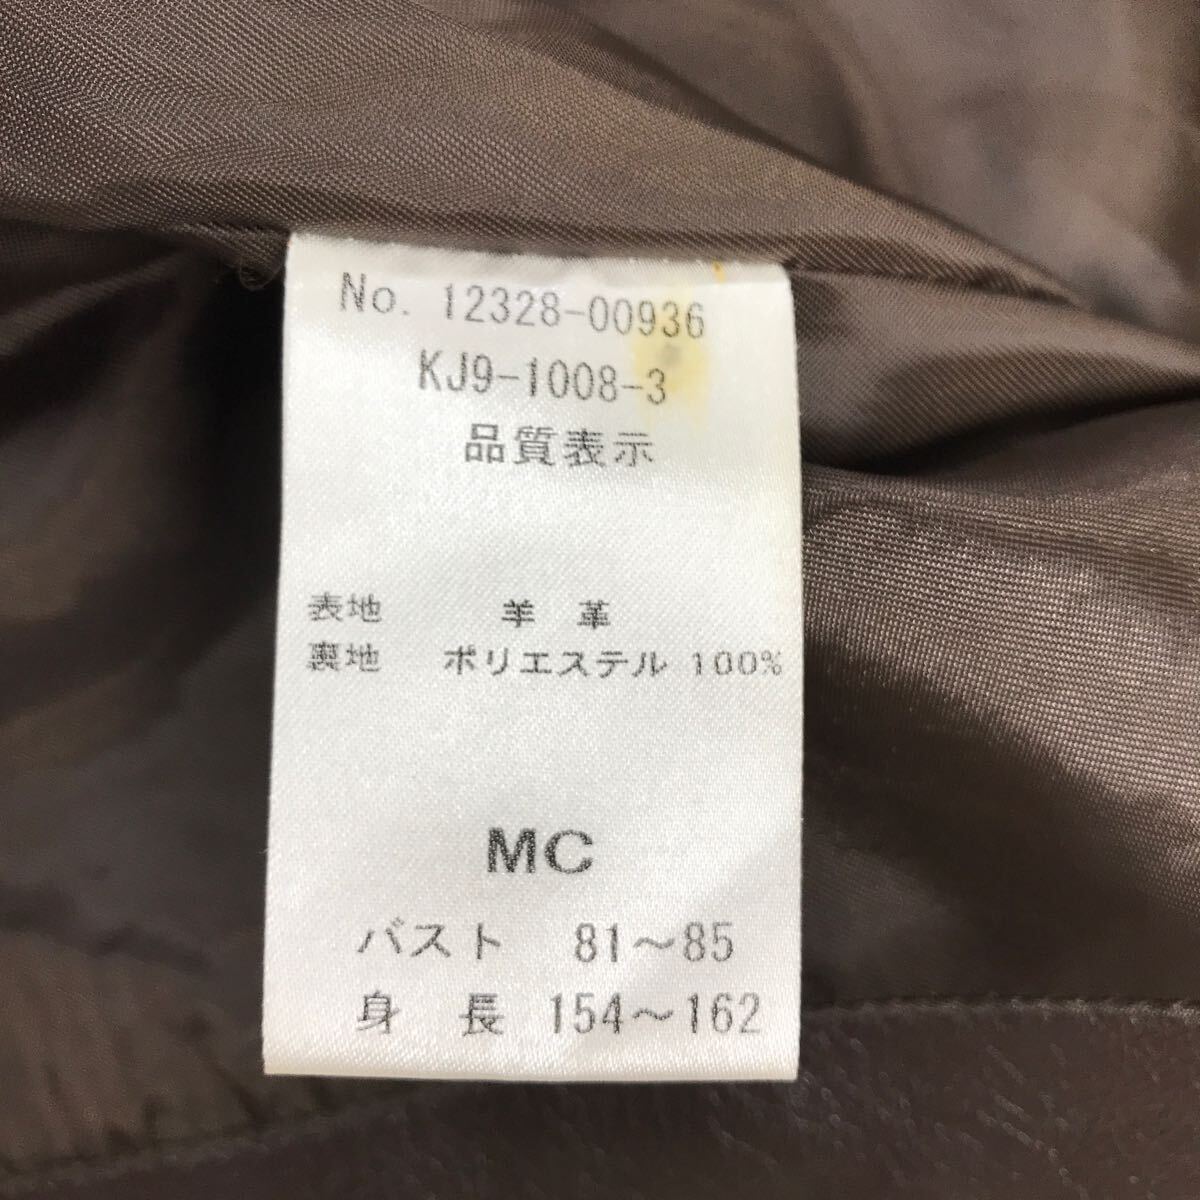 No. 12328-00936
KJ9-1008-3
品質表示
表地 羊革
裏地 ポリエステル 100%
MC
バスト 81～85
身長 154～162